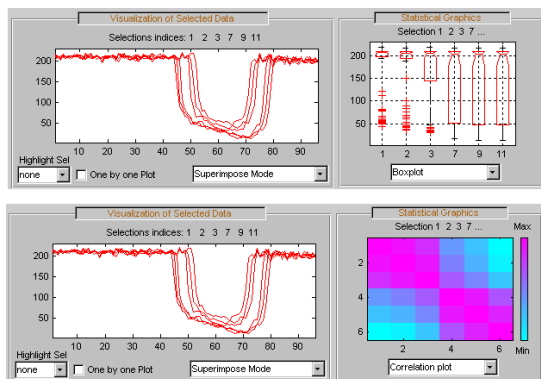 Visualization of Selected Data
Selections indices: 1 2 3 7 9 11
200
150
100
50
10 20 30 40 50 60 70 80 90
Highlight Sel
none
One by one Plot
Superimpose Mode
Statistical Graphics
Selection 1 2 3 7 ...
200
150
100
50
1 2 3 7 9 11
Boxplot
Visualization of Selected Data
Selections indices: 1 2 3 7 9 11
200
150
100
50
10 20 30 40 50 60 70 80 90
Highlight Sel
none
One by one Plot
Superimpose Mode
Statistical Graphics
Selection 1 2 3 7 ...
Max
2
4
6
2 4 6
Min
Correlation plot